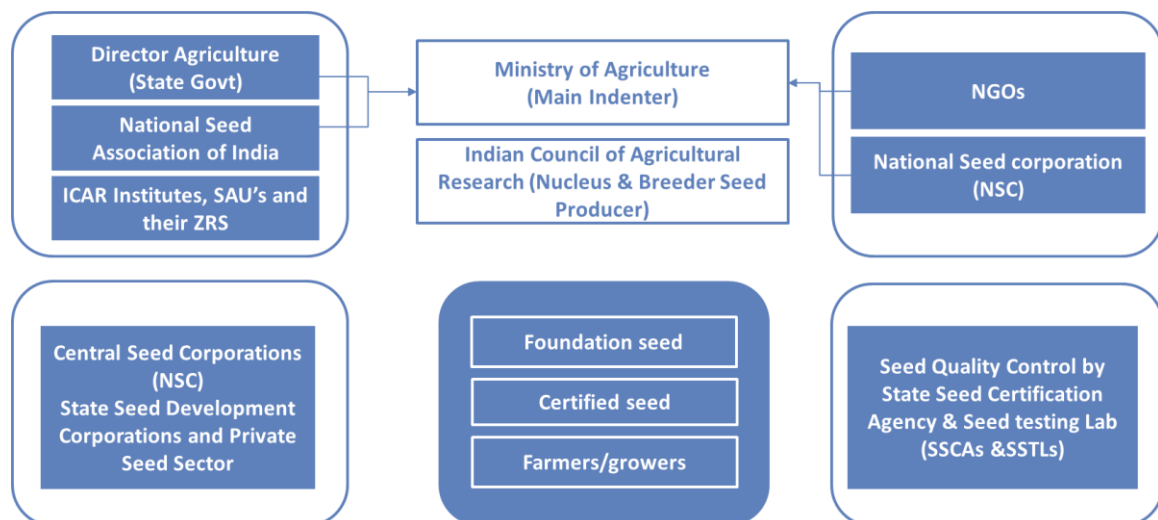 Director Agriculture
(State Govt)
National Seed
Association of India
ICAR Institutes, SAU's and
their ZRS
Ministry of Agriculture
(Main Indenter)
Indian Council of Agricultural
Research (Nucleus & Breeder Seed
Producer)
NGOs
National Seed corporation
(NSC)
Central Seed Corporations
(NSC)
State Seed Development
Corporations and Private
Seed Sector
Foundation seed
Certified seed
Farmers/growers
Seed Quality Control by
State Seed Certification
Agency & Seed testing Lab
(SSCAs &SSTLs)